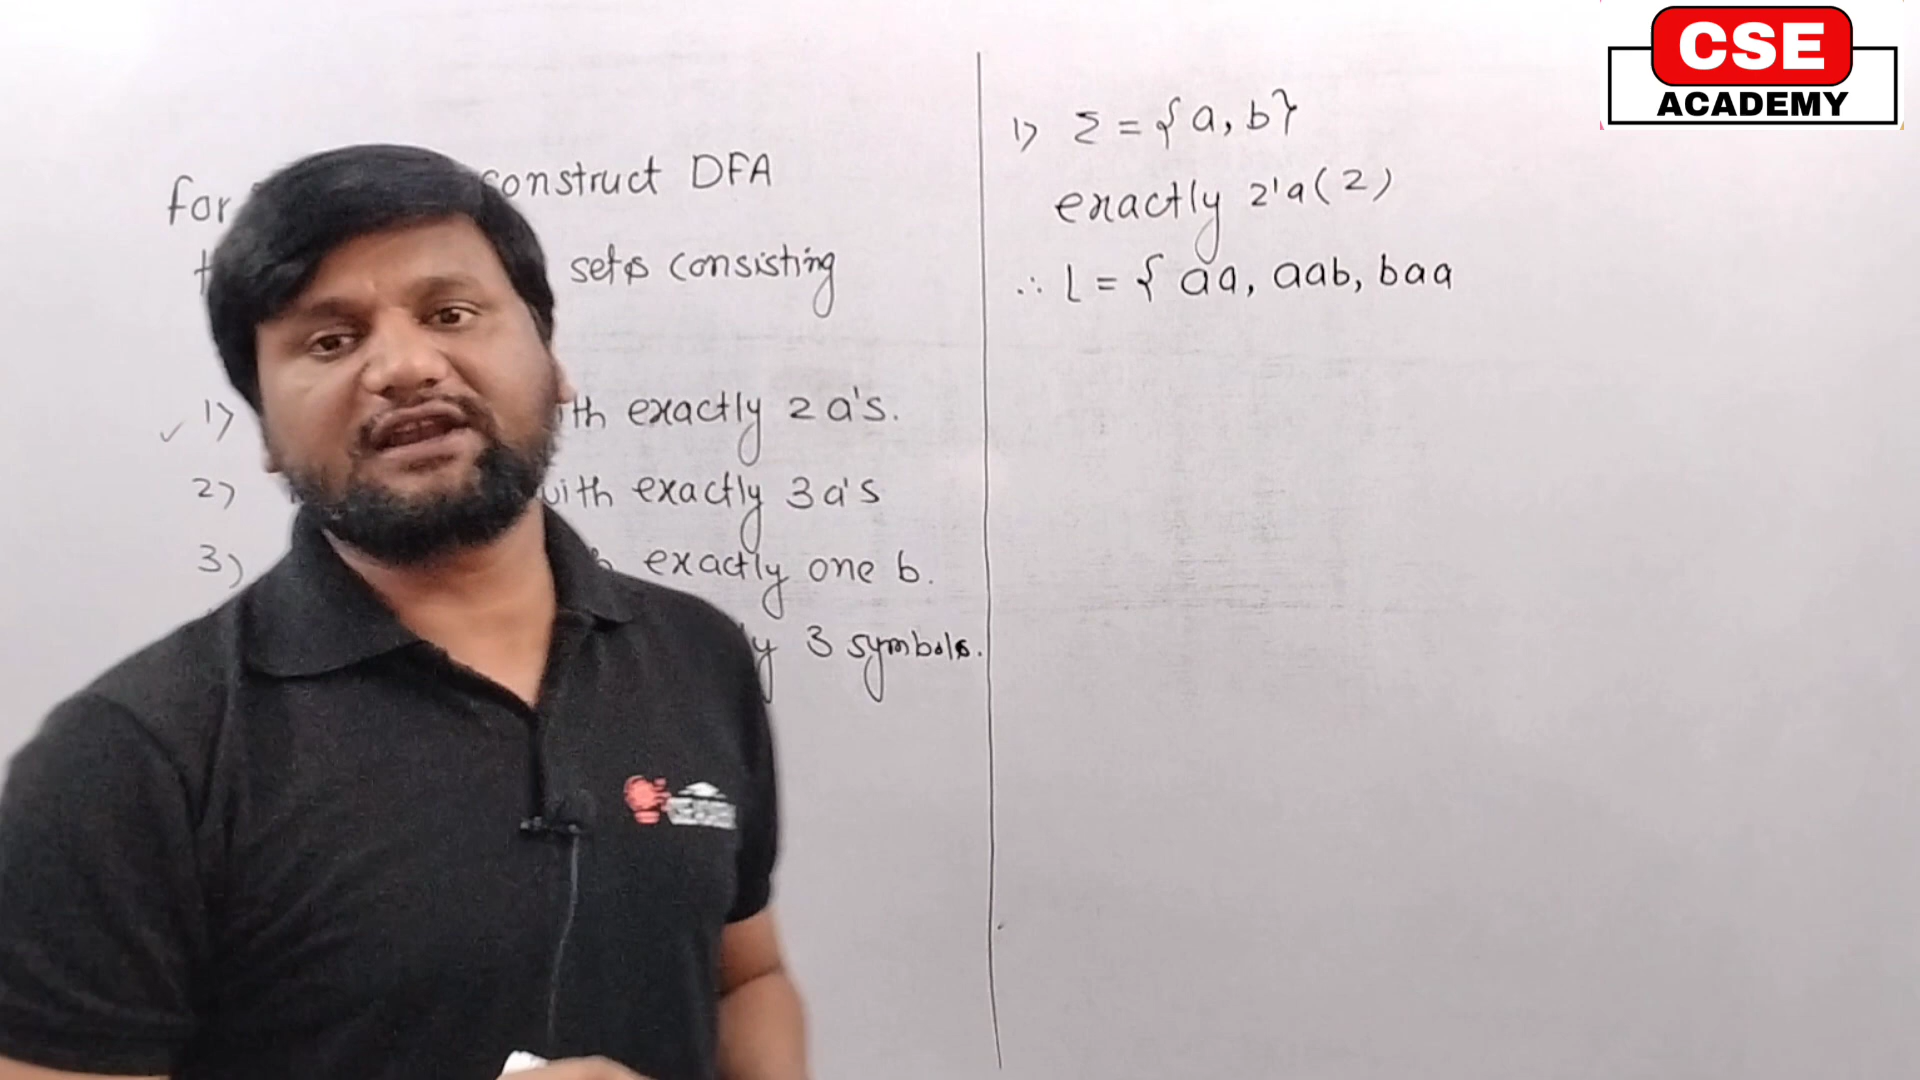 for construct DFA
sets consisting
1) with exactly 2 a's.
2) with exactly 3 a's
3) exactly one b.
3 symbols.
1) Σ = {a, b}
exactly 2'a (2)
∴ L = { aa, aab, baa
CSE
ACADEMY